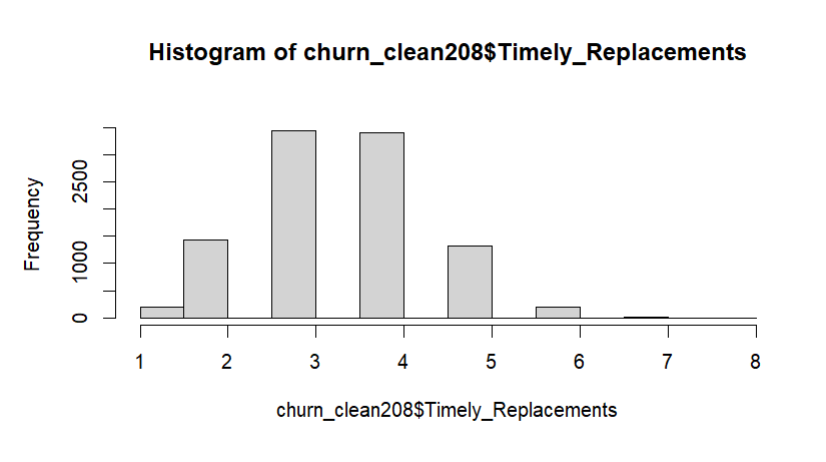 Histogram of churn_clean208$Timely_Replacements
Frequency
2500
1000
0
1 2 3 4 5 6 7 8
churn_clean208$Timely_Replacements